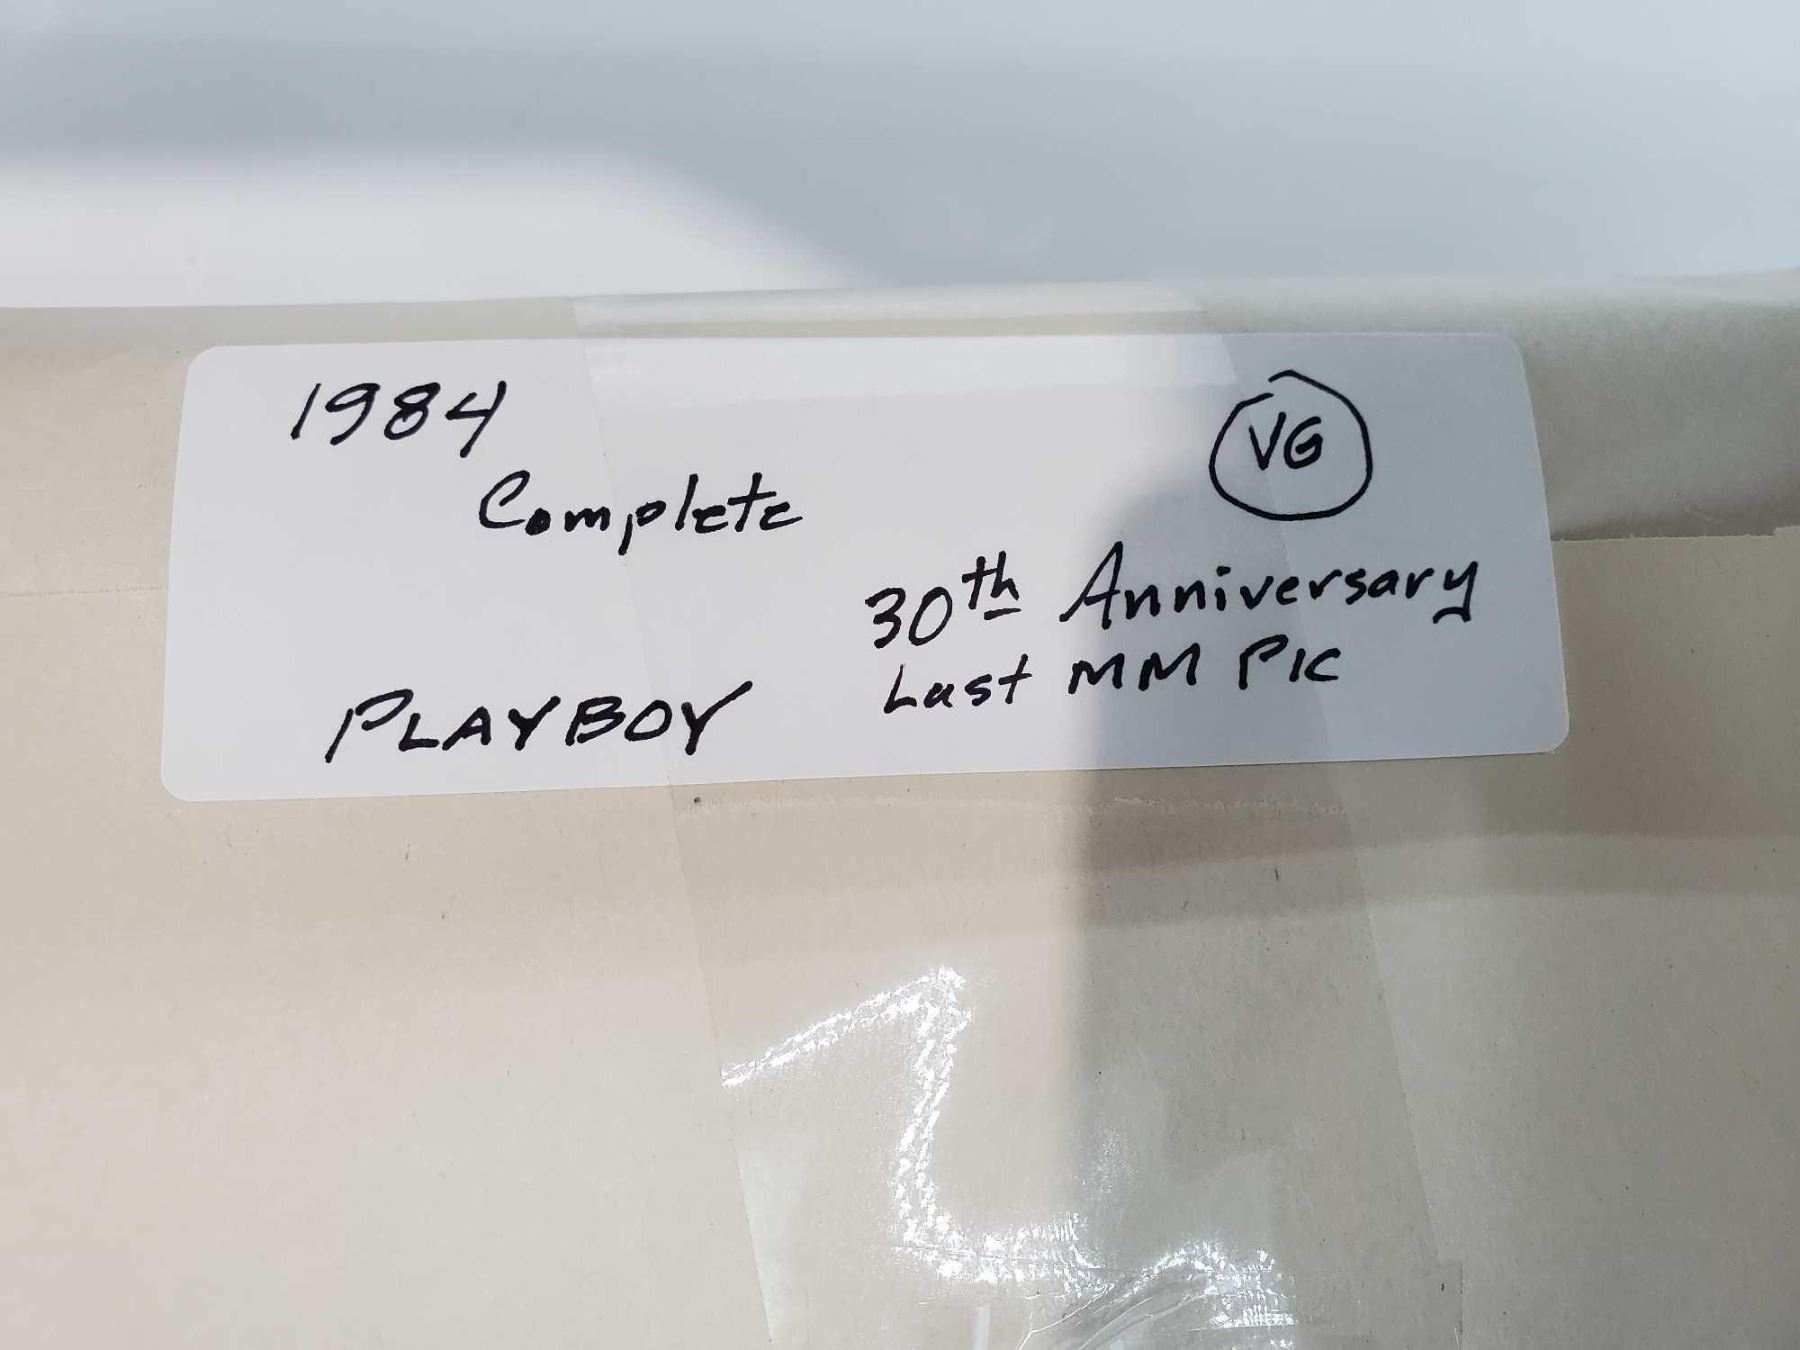 1984
VG
Complete
30th Anniversary
Last MM PIC
PLAYBOY